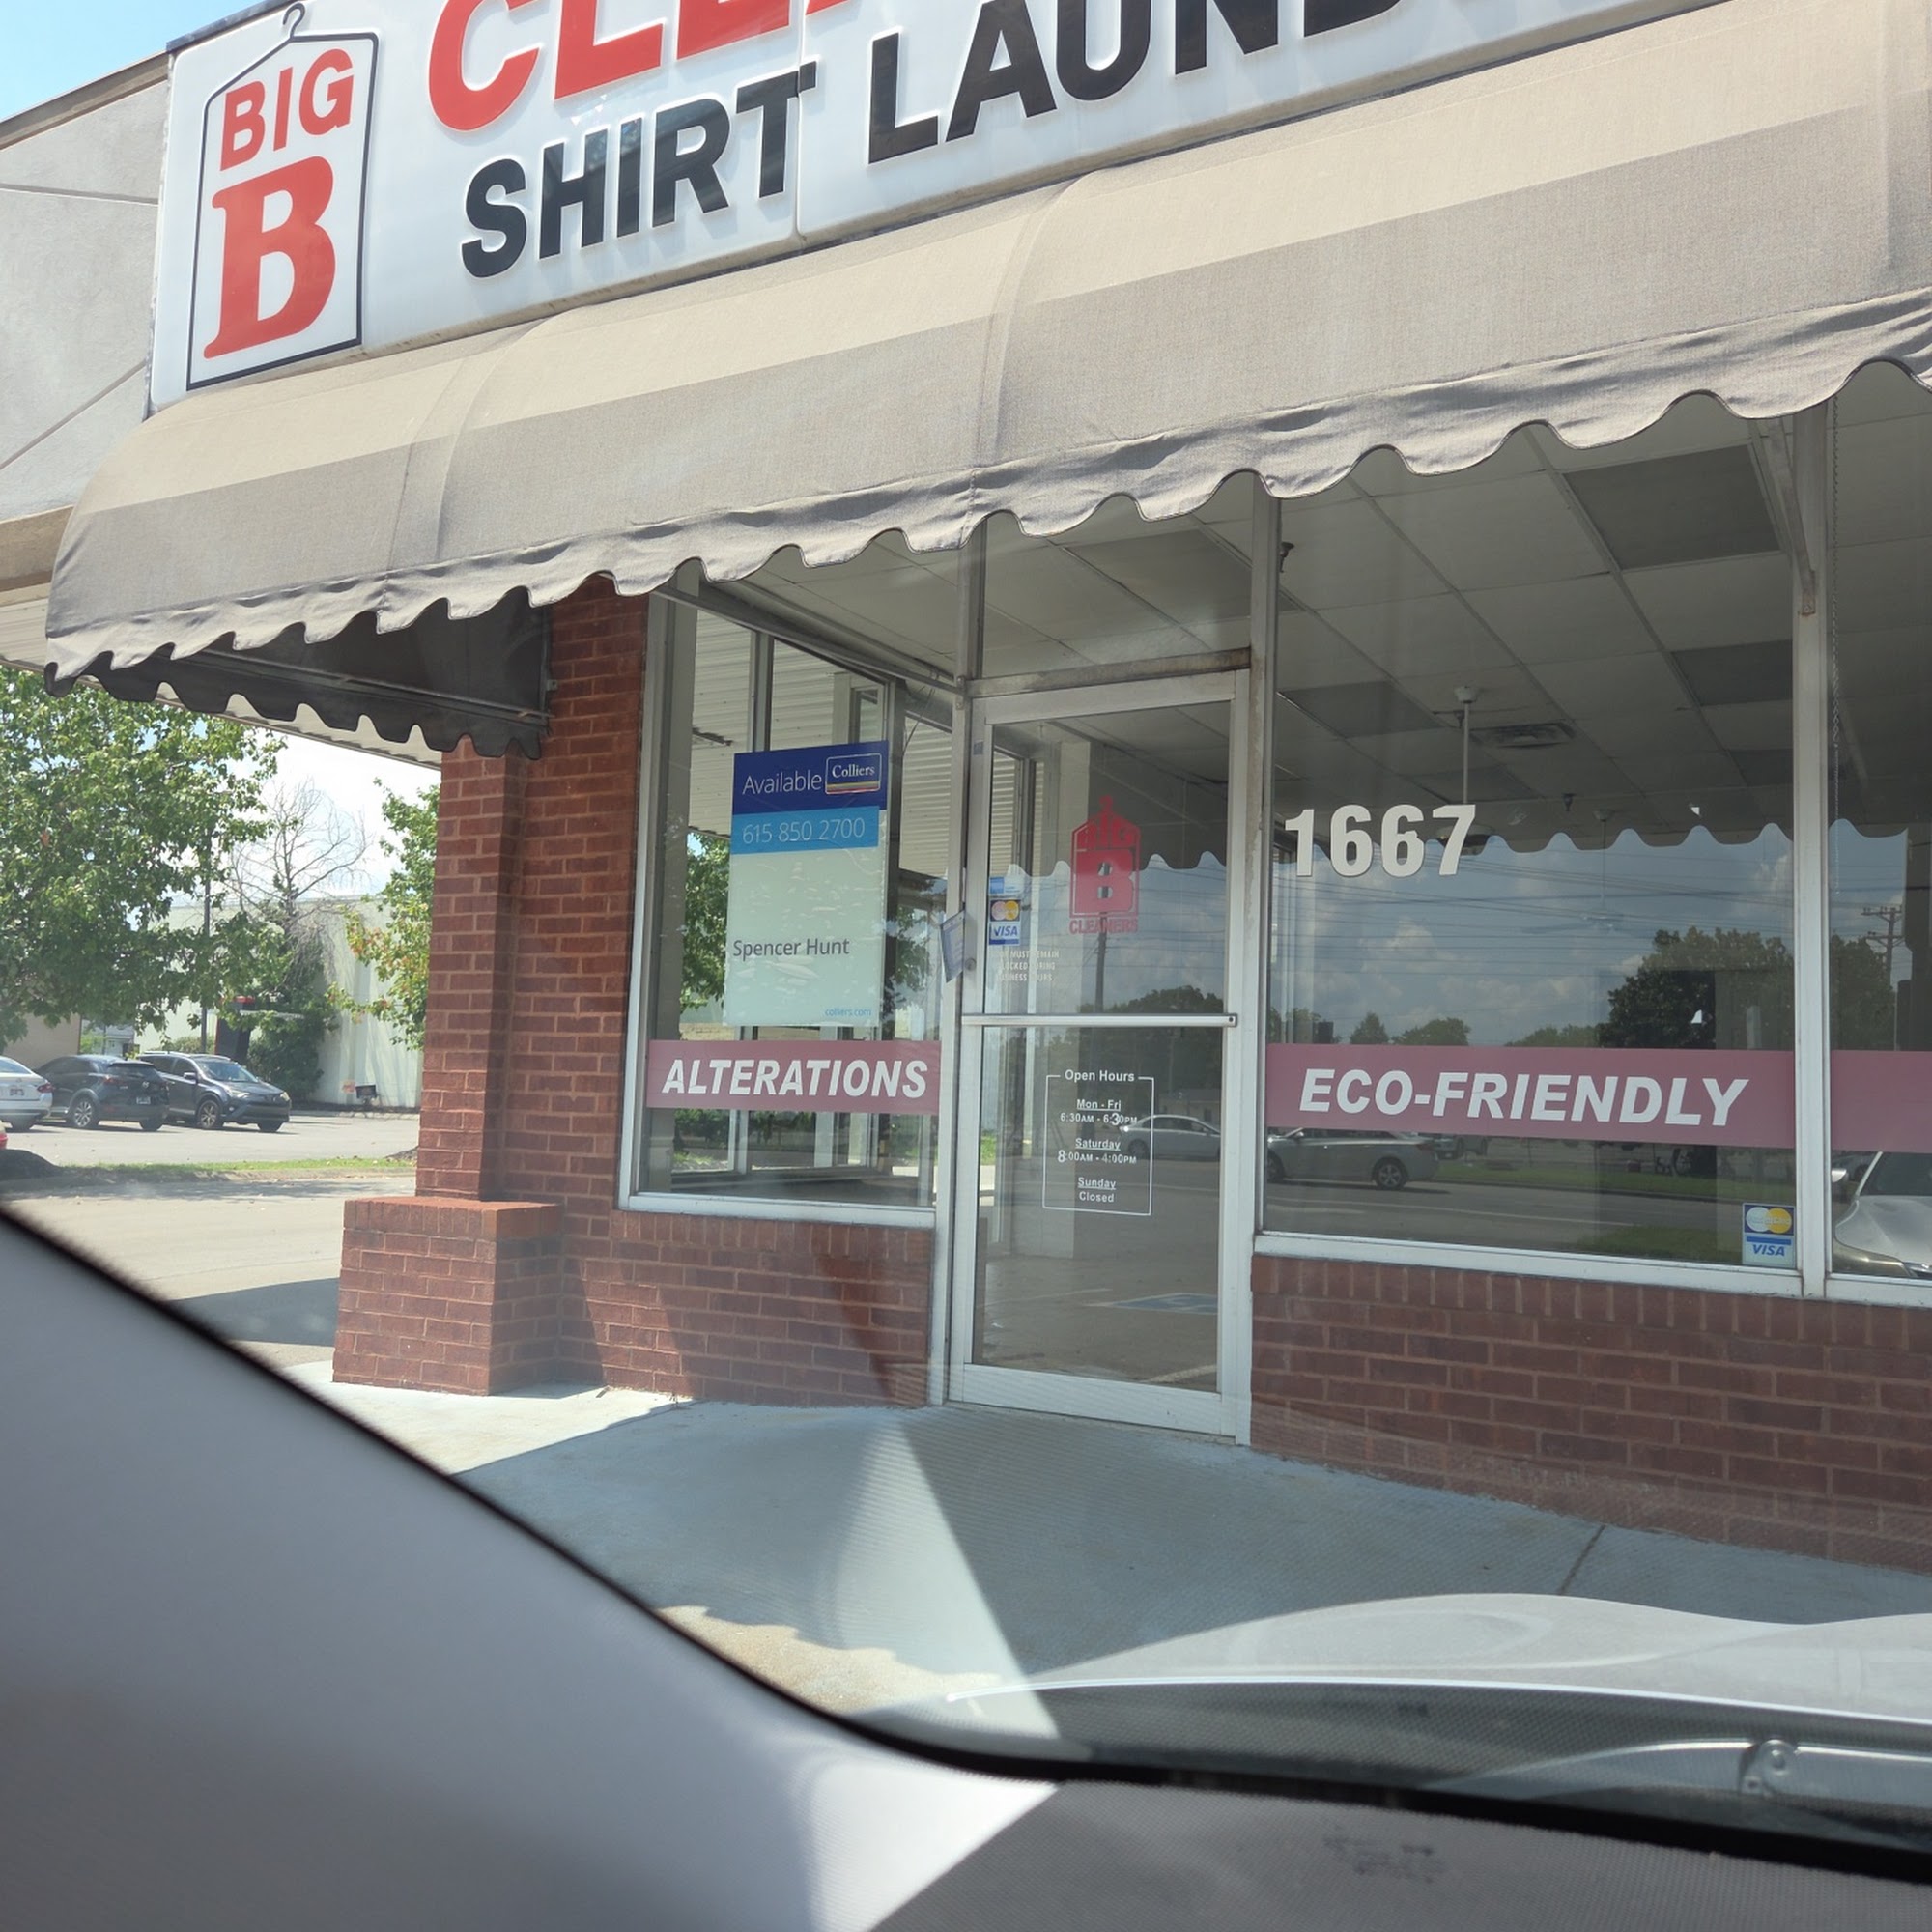 BIG
B
SHIRT
Available Colliers
615 850 2700
Spencer Hunt
colliers.com
BIG
B
CLEANERS
VISA
1667
ALTERATIONS
ECO-FRIENDLY
Open Hours
Mon - Fri
6:30AM - 6:30PM
Saturday
8:00AM - 4:00PM
Sunday
Closed
VISA